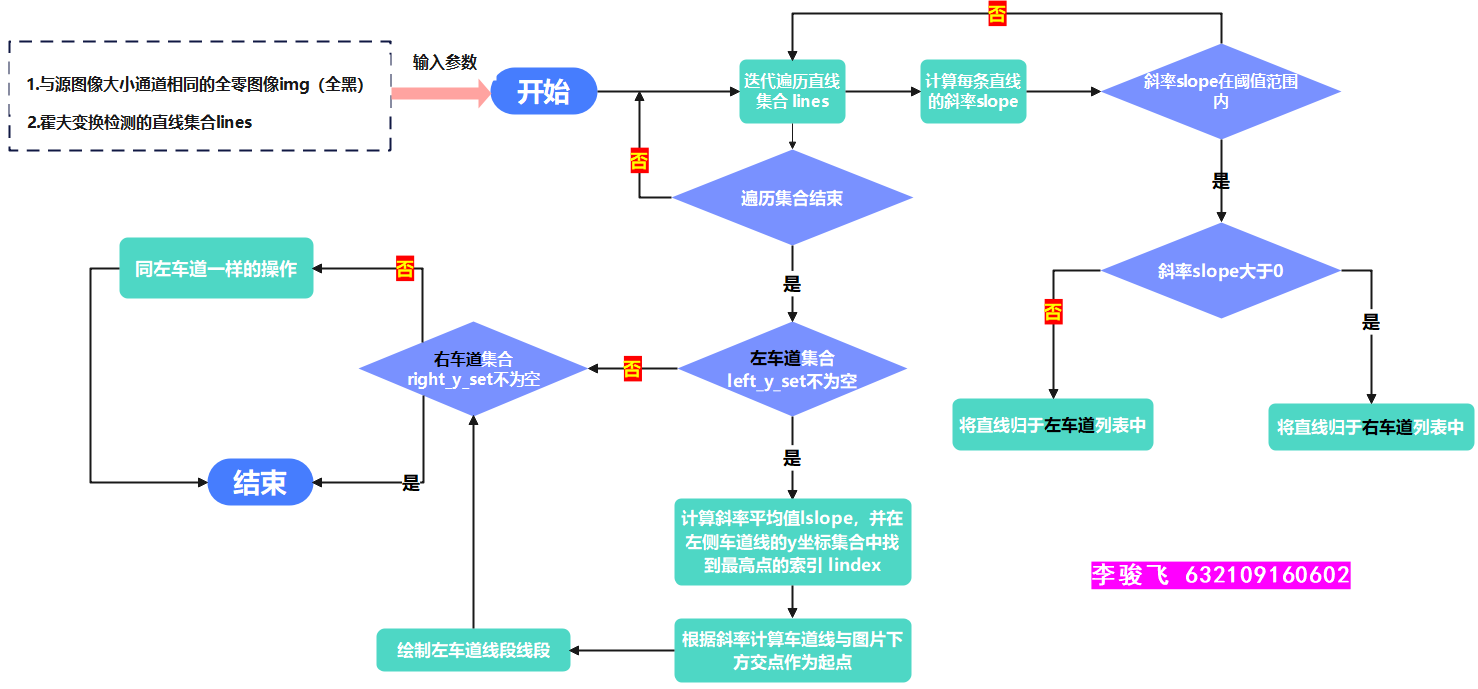 1.与源图像大小通道相同的全零图像img（全黑）
2.霍夫变换检测的直线集合lines
输入参数
开始
迭代遍历直线
集合 lines
计算每条直线
的斜率slope
斜率slope在阈值范围
内
否
遍历集合结束
否
是
是
斜率slope大于0
否
是
将直线归于左车道列表中
将直线归于右车道列表中
左车道集合
left_y_set不为空
否
右车道集合
right_y_set不为空
否
同左车道一样的操作
是
结束
是
计算斜率平均值lslope，并在
左侧车道线的y坐标集合中找
到最高点的索引 lindex
根据斜率计算车道线与图片下
方交点作为起点
绘制左车道线段线段
李骏飞 632109160602